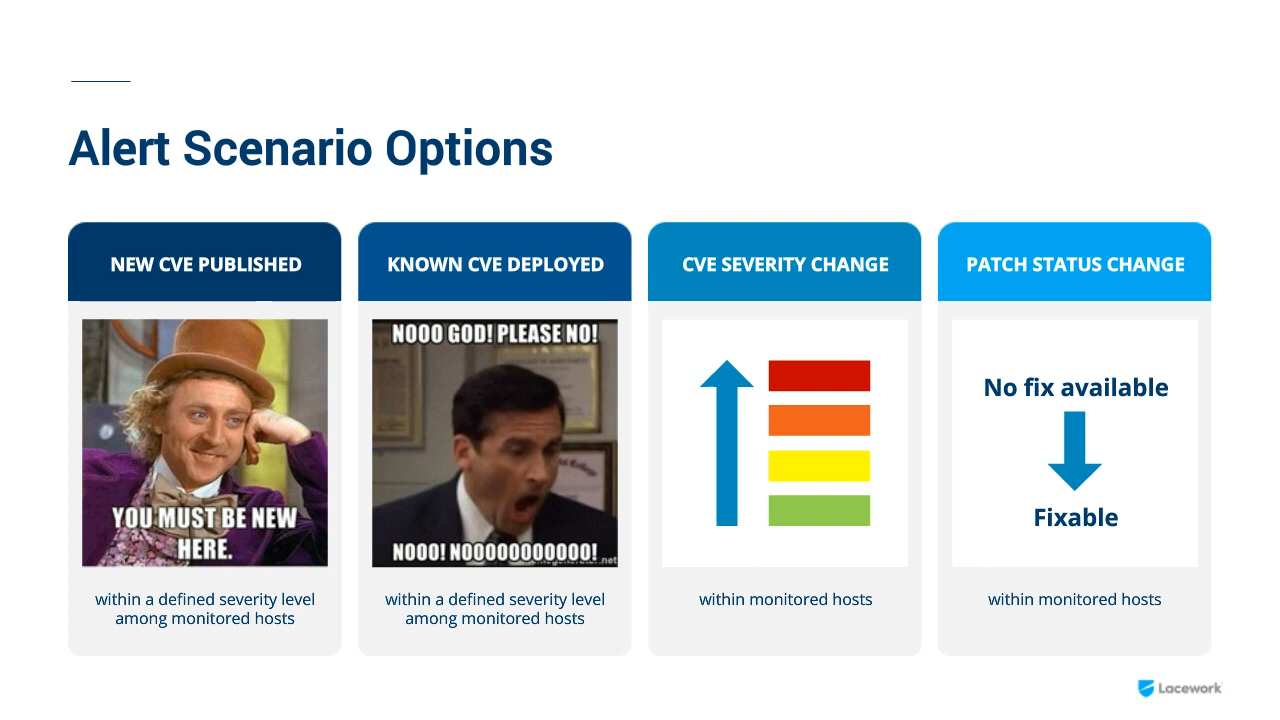 Alert Scenario Options
NEW CVE PUBLISHED
YOU MUST BE NEW
HERE.
within a defined severity level
among monitored hosts
KNOWN CVE DEPLOYED
NOOO GOD! PLEASE NO!
NOOO! NOOOOOOOOOOO!
.net
within a defined severity level
among monitored hosts
CVE SEVERITY CHANGE
within monitored hosts
PATCH STATUS CHANGE
No fix available
Fixable
within monitored hosts
Lacework